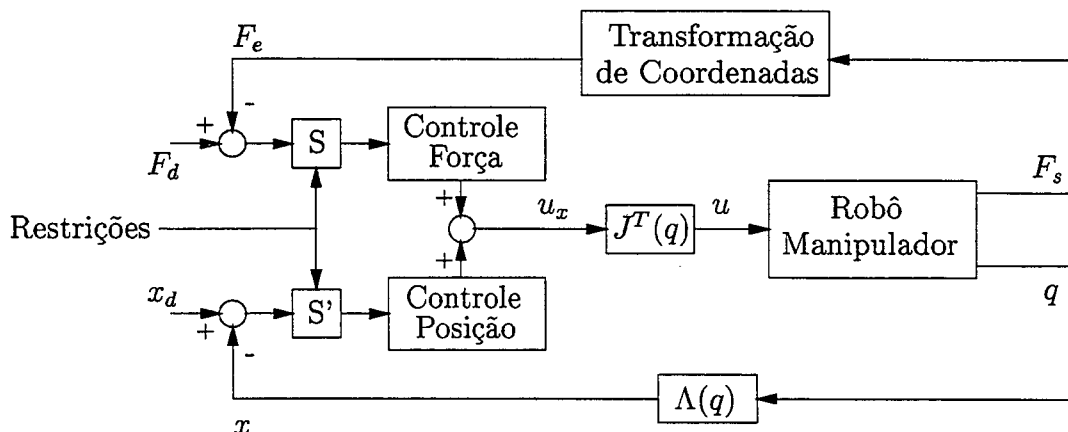 Transformação
de Coordenadas
F_e
-
+
F_d
S
Controle
Força
+
Restrições
u_x
J^T(q)
u
Robô
Manipulador
F_s
q
+
x_d
+
S'
Controle
Posição
-
x
Λ(q)